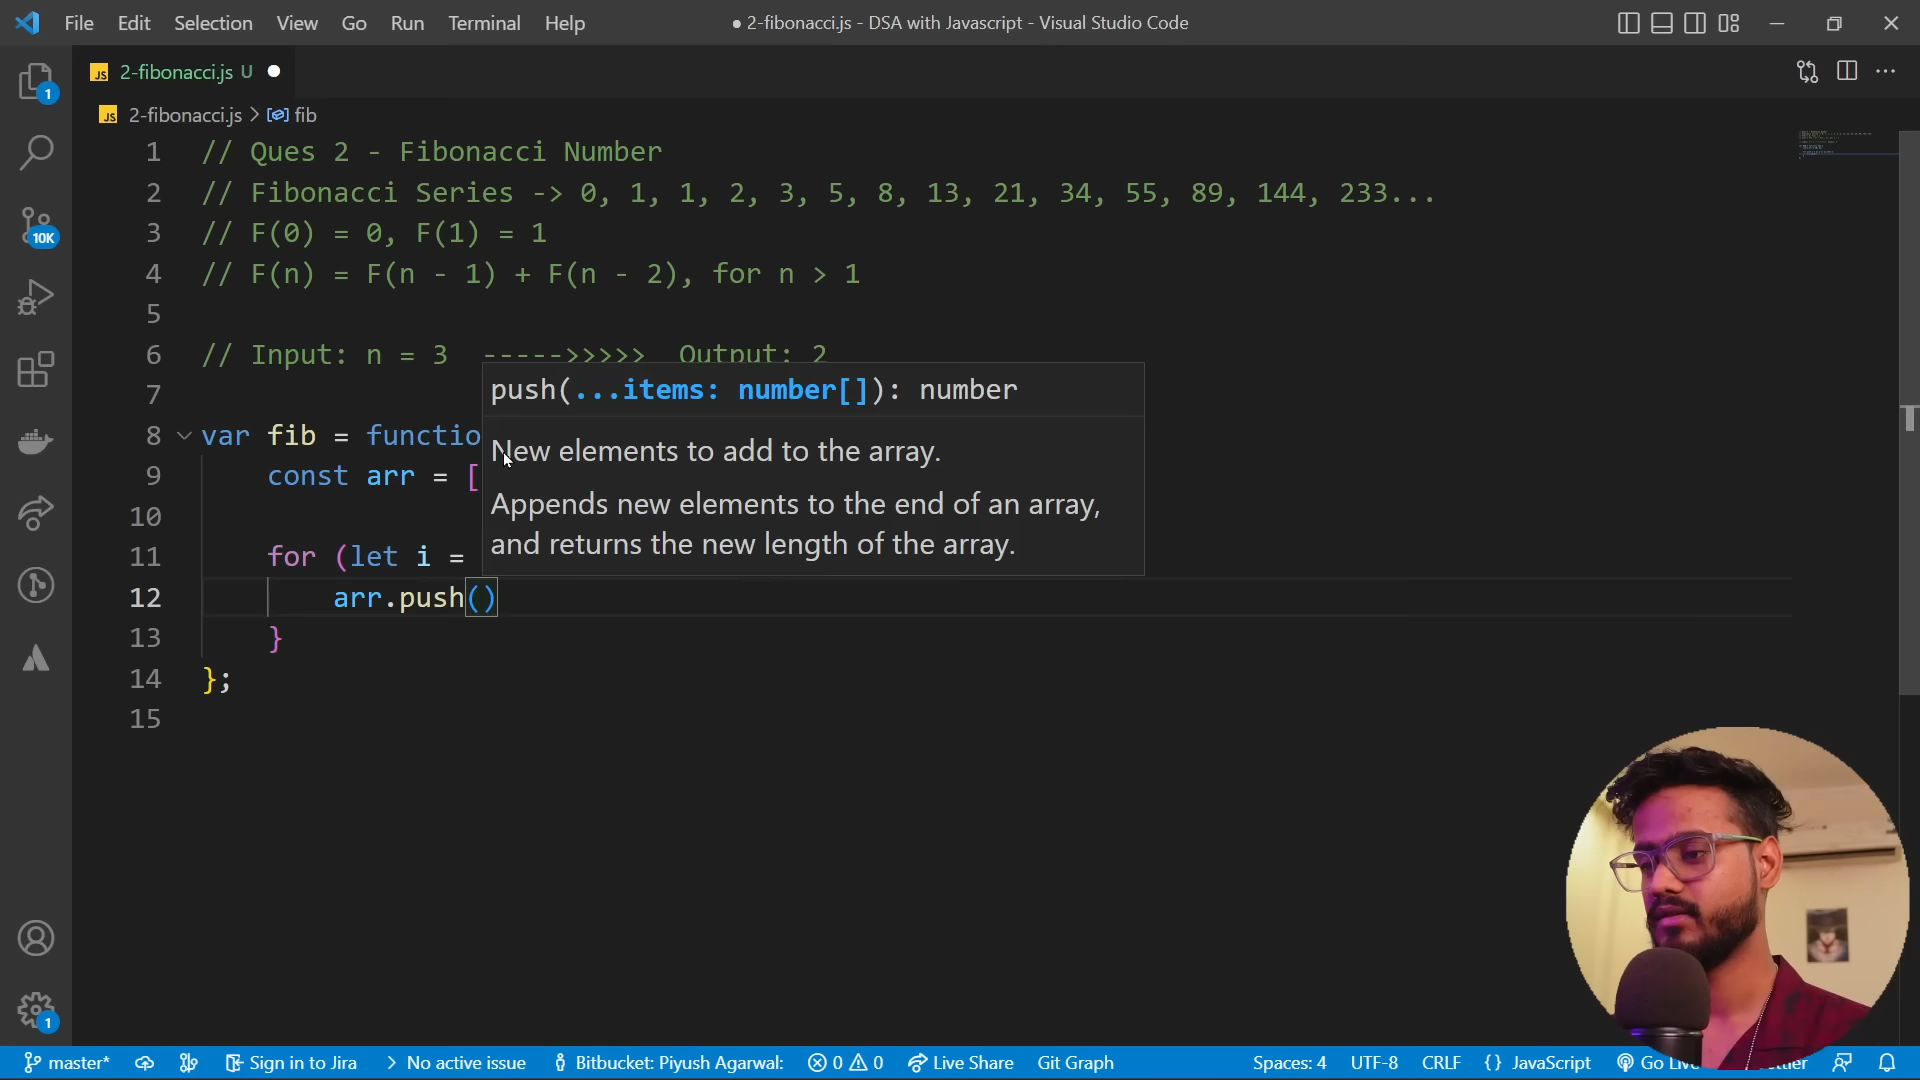 File Edit Selection View Go Run Terminal Help
● 2-fibonacci.js - DSA with Javascript - Visual Studio Code
JS 2-fibonacci.js U
JS 2-fibonacci.js > fib
1 // Ques 2 - Fibonacci Number
2 // Fibonacci Series -> 0, 1, 1, 2, 3, 5, 8, 13, 21, 34, 55, 89, 144, 233...
3 // F(0) = 0, F(1) = 1
4 // F(n) = F(n - 1) + F(n - 2), for n > 1
5
6 // Input: n = 3 ----->>>>> Output: 2
7
push(...items: number[]): number
8 var fib = functio
New elements to add to the array.
9 const arr = [
Appends new elements to the end of an array,
10
and returns the new length of the array.
11 for (let i =
12 arr.push()
13 }
14 };
15
1
10K
1
master* Sign in to Jira > No active issue Bitbucket: Piyush Agarwal: 0 0 Live Share Git Graph Spaces: 4 UTF-8 CRLF {} JavaScript Go